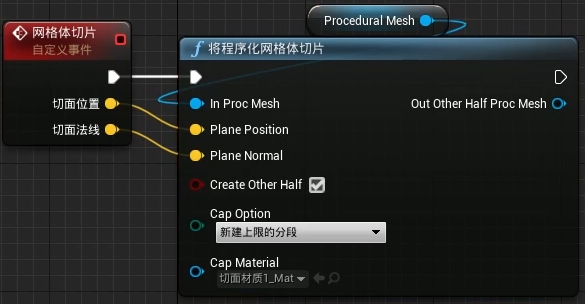 Procedural Mesh
网格体切片
自定义事件
切面位置
切面法线
f 将程序化网格体切片
In Proc Mesh
Out Other Half Proc Mesh
Plane Position
Plane Normal
Create Other Half
Cap Option
新建上限的分段
Cap Material
切面材质1_Mat